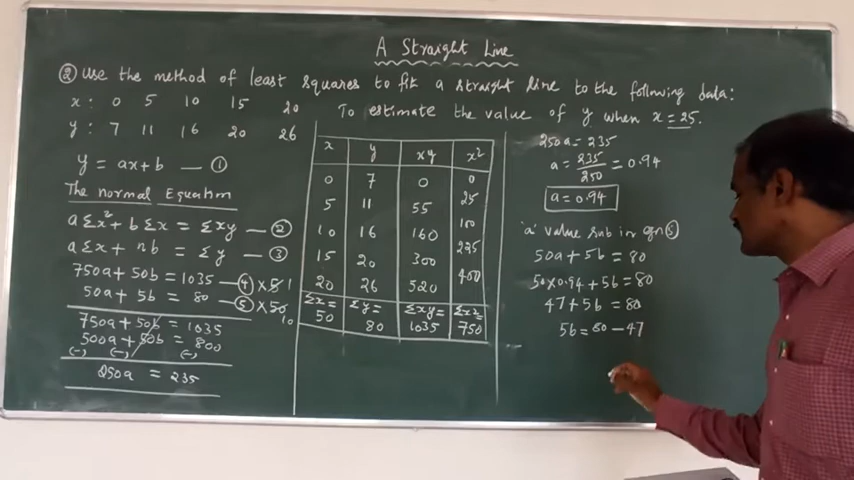 A Straight Line
② Use the method of least squares to fit a straight line to the following data:
x: 0 5 10 15 20 To estimate the value of y when x = 25.
y: 7 11 16 20 26
y = ax+b — ①
The normal Equation
a Σx² + b Σx = Σxy — ②
a Σx + nb = Σy — ③
750a + 50b = 1035 — ④ × 5 1
50a + 5b = 80 — ⑤ × 50 10
750a + 50b = 1035
500a + 50b = 800
(-) (-) (-)
250a = 235
x y xy x²
0 7 0 0
5 11 55 25
10 16 160 100
15 20 300 225
20 26 520 400
Σx= Σy= Σxy= Σx²=
50 80 1035 750
250a = 235
a = 235/250 = 0.94
a = 0.94
'a' value sub in eqn ⑤
50a + 5b = 80
50×0.94 + 5b = 80
47 + 5b = 80
5b = 80 − 47